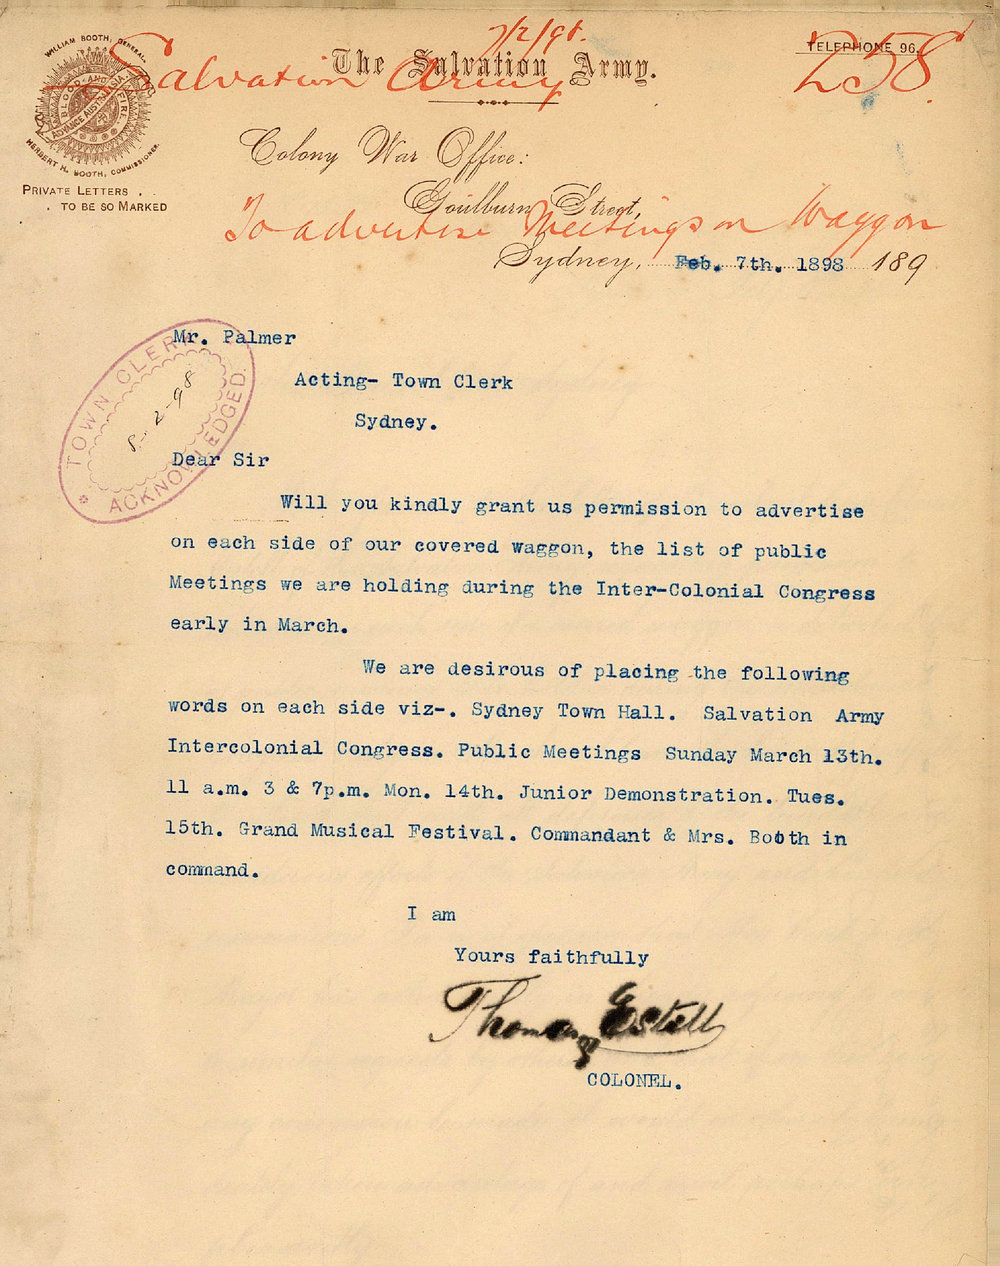 7/2/98.
Salvation Army 258
WILLIAM BOOTH, GENERAL.
BLOOD AND FIRE.
ADVANCE AUSTRALASIA
HERBERT H. BOOTH, COMMISSIONER.
PRIVATE LETTERS . .
. . TO BE SO MARKED
The Salvation Army.
TELEPHONE 96.
Colony War Office:
Goulburn Street,
To advertise Meetings on Waggon
Sydney, Feb. 7th. 1898 189
TOWN CLERK
8-2-98
ACKNOWLEDGED.
Mr. Palmer
Acting- Town Clerk
Sydney.
Dear Sir
Will you kindly grant us permission to advertise
on each side of our covered waggon, the list of public
Meetings we are holding during the Inter-Colonial Congress
early in March.
We are desirous of placing the following
words on each side viz-. Sydney Town Hall. Salvation Army
Intercolonial Congress. Public Meetings Sunday March 13th.
11 a.m. 3 & 7p.m. Mon. 14th. Junior Demonstration. Tues.
15th. Grand Musical Festival. Commandant & Mrs. Booth in
command.
I am
Yours faithfully
Thomas Estill
COLONEL.